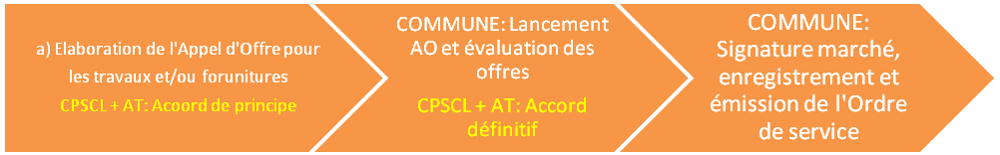 a) Elaboration de l'Appel d'Offre pour
les travaux et/ou forunitures
CPSCL + AT: Acoord de principe
COMMUNE: Lancement
AO et évaluation des
offres
CPSCL + AT: Accord
définitif
COMMUNE:
Signature marché,
enregistrement et
émission de l'Ordre
de service